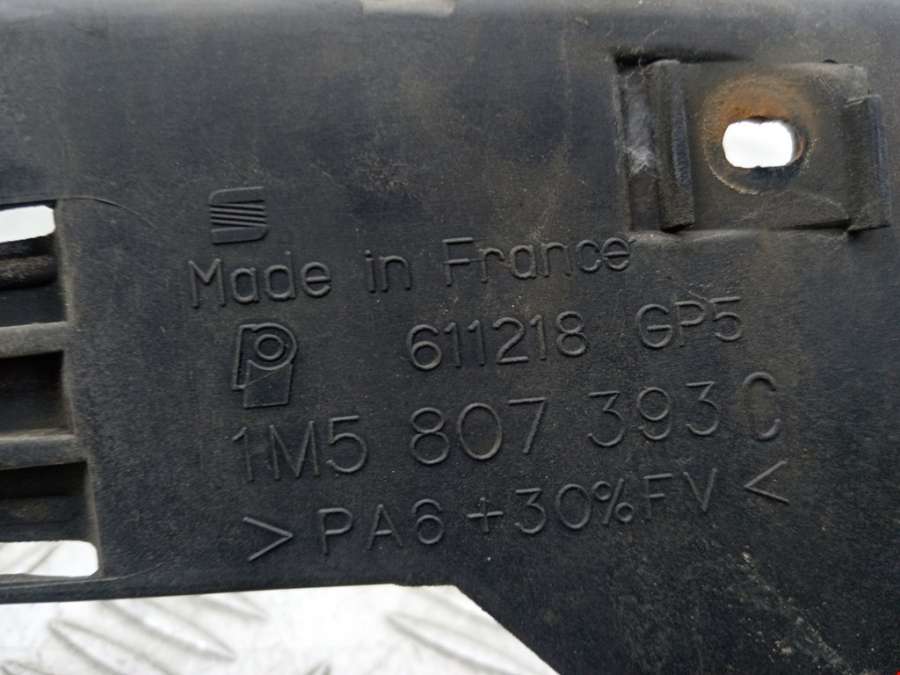 Made in France
611218 GP5
1M5 807 393 C
>PA6+30%FV<